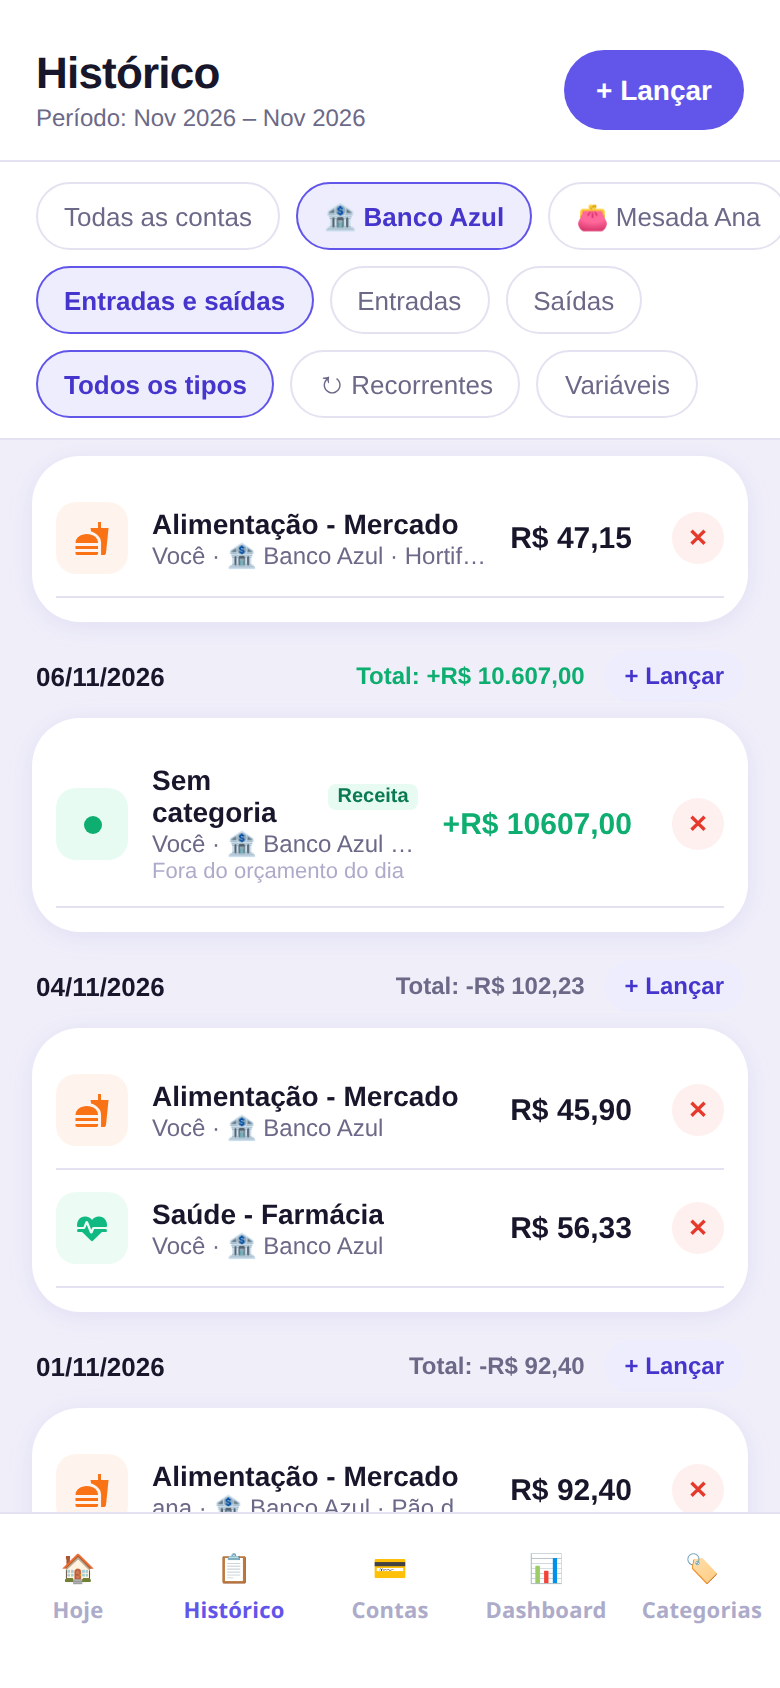 Histórico
Período: Nov 2026 – Nov 2026
+ Lançar
Todas as contas
Banco Azul
Mesada Ana
Entradas e saídas
Entradas
Saídas
Todos os tipos
↻ Recorrentes
Variáveis
Alimentação - Mercado
Você · 🏦 Banco Azul · Hortif…
R$ 47,15
✕
06/11/2026
Total: +R$ 10.607,00
+ Lançar
Sem
categoria
Receita
Você · 🏦 Banco Azul …
Fora do orçamento do dia
+R$ 10607,00
✕
04/11/2026
Total: -R$ 102,23
+ Lançar
Alimentação - Mercado
Você · 🏦 Banco Azul
R$ 45,90
✕
Saúde - Farmácia
Você · 🏦 Banco Azul
R$ 56,33
✕
01/11/2026
Total: -R$ 92,40
+ Lançar
Alimentação - Mercado
ana · 🏦 Banco Azul · Pão d
R$ 92,40
✕
Hoje
Histórico
Contas
Dashboard
Categorias